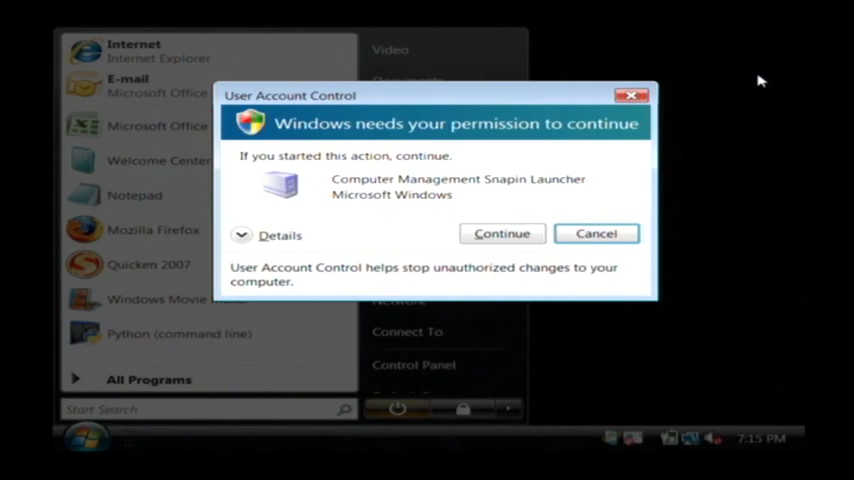 Internet
Internet Explorer
E-mail
Microsoft Office
Microsoft Office
Welcome Center
Notepad
Mozilla Firefox
Quicken 2007
Windows Movie
Python (command line)
All Programs
Start Search
Video
User Account Control
Windows needs your permission to continue
If you started this action, continue.
Computer Management Snapin Launcher
Microsoft Windows
Details
Continue
Cancel
User Account Control helps stop unauthorized changes to your
computer.
Connect To
Control Panel
7:15 PM